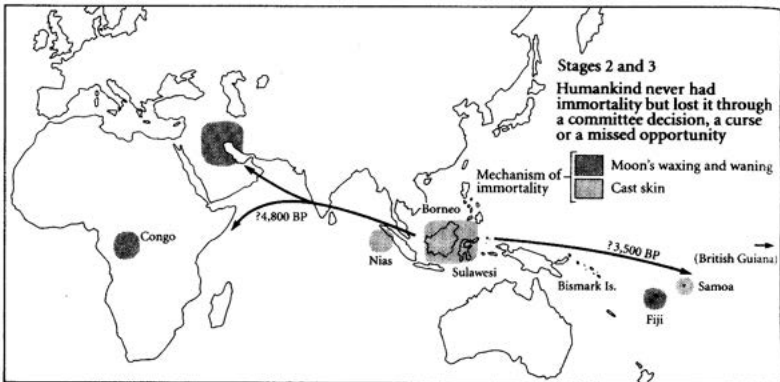 Stages 2 and 3
Humankind never had
immortality but lost it through
a committee decision, a curse
or a missed opportunity
Mechanism of
immortality
Moon's waxing and waning
Cast skin
Borneo
?4,800 BP
Congo
?3,500 BP
(British Guiana)
Nias
Sulawesi
Bismark Is.
Samoa
Fiji